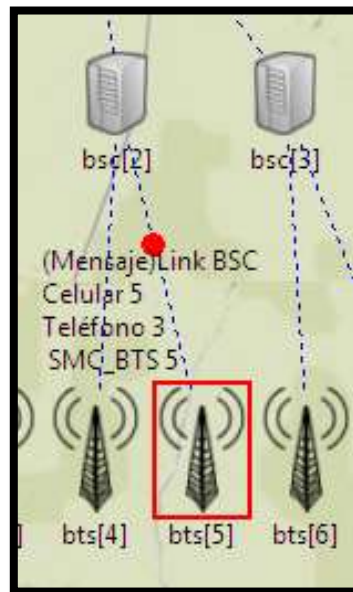 bsc[2] bsc[3]
(Mensaje)Link BSC
Celular 5
Teléfono 3
SMC_BTS 5
] bts[4] bts[5] bts[6]